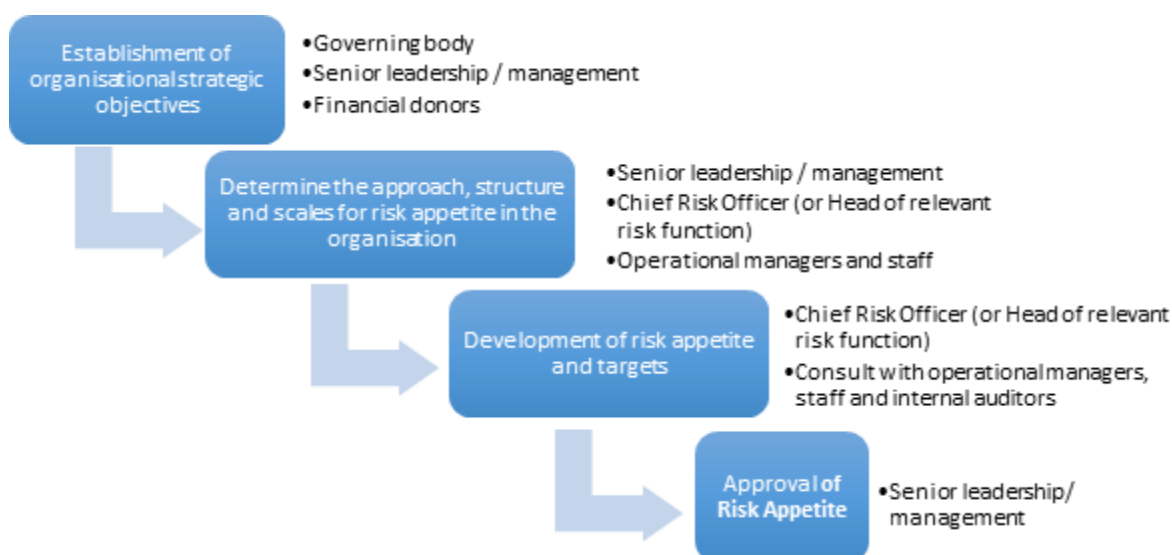 Establishment of
organisational strategic
objectives
•Governing body
•Senior leadership / management
•Financial donors
Determine the approach, structure
and scales for risk appetite in the
organisation
•Senior leadership / management
•Chief Risk Officer (or Head of relevant
risk function)
•Operational managers and staff
Development of risk appetite
and targets
•Chief Risk Officer (or Head of relevant
risk function)
•Consult with operational managers,
staff and internal auditors
Approval of
Risk Appetite
•Senior leadership/
management